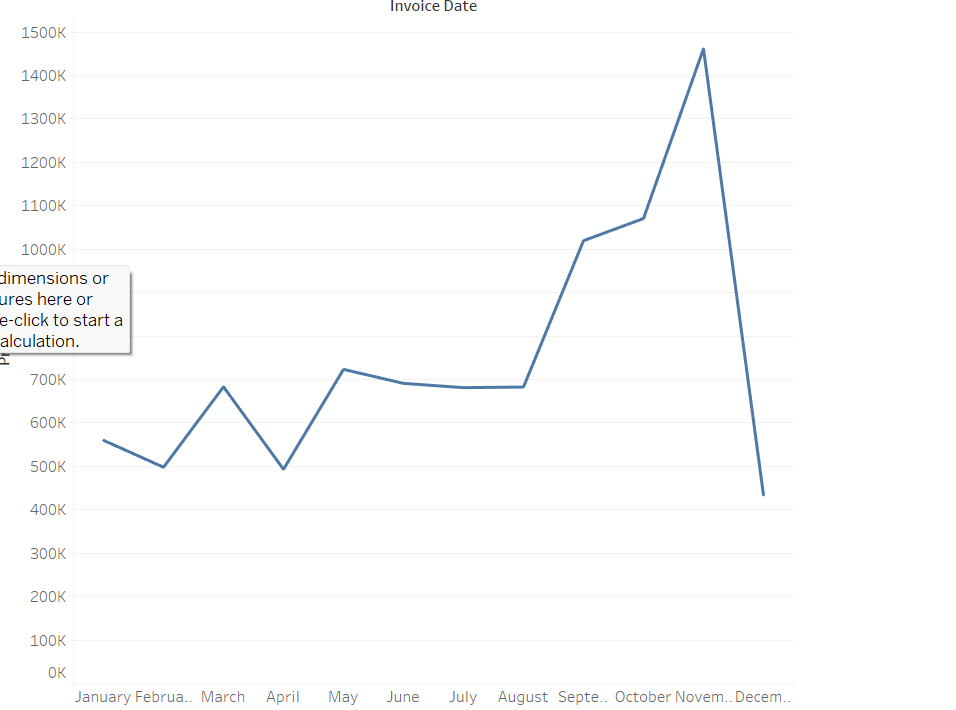 Invoice Date
1500K
1400K
1300K
1200K
1100K
1000K
dimensions or
ures here or
e-click to start a
alculation.
700K
600K
500K
400K
300K
200K
100K
0K
January Februa.. March April May June July August Septe.. October Novem.. Decem..